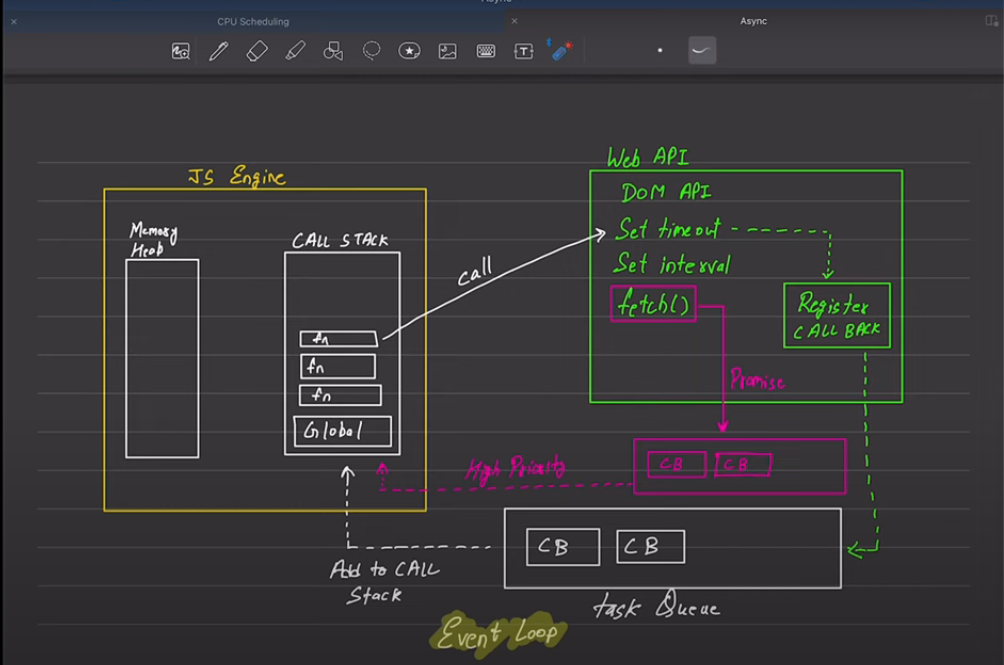 Async
CPU Scheduling
Async
JS Engine
Memory
Heap
CALL STACK
fn
fn
fn
Global
call
Web API
DOM API
Set timeout
Set interval
fetch()
Register
CALL BACK
Promise
CB CB
High Priority
CB CB
Add to CALL
Stack
task Queue
Event Loop